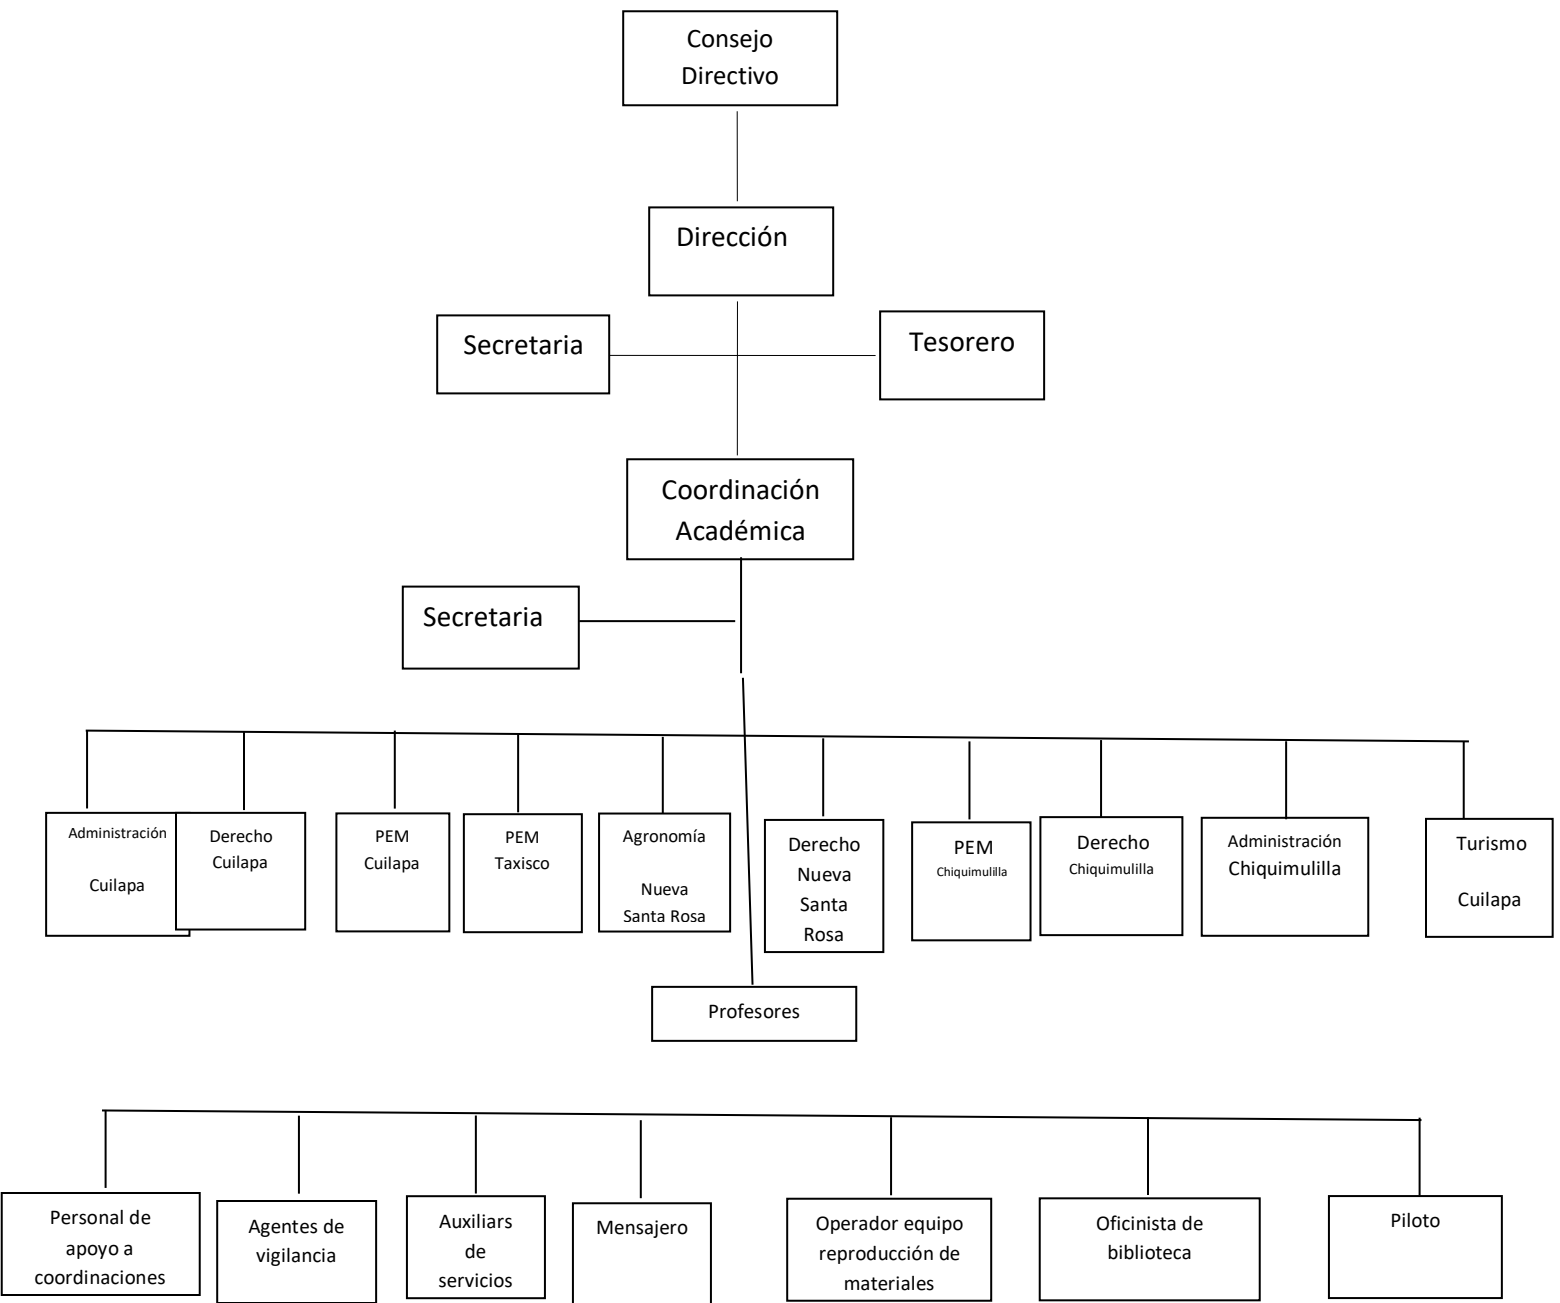 Consejo
Directivo
Dirección
Secretaria
Tesorero
Coordinación
Académica
Secretaria
Administración
Cuilapa
Derecho
Cuilapa
PEM
Cuilapa
PEM
Taxisco
Agronomía
Nueva
Santa Rosa
Derecho
Nueva
Santa
Rosa
PEM
Chiquimulilla
Derecho
Chiquimulilla
Administración
Chiquimulilla
Turismo
Cuilapa
Profesores
Personal de
apoyo a
coordinaciones
Agentes de
vigilancia
Auxiliars
de
servicios
Mensajero
Operador equipo
reproducción de
materiales
Oficinista de
biblioteca
Piloto